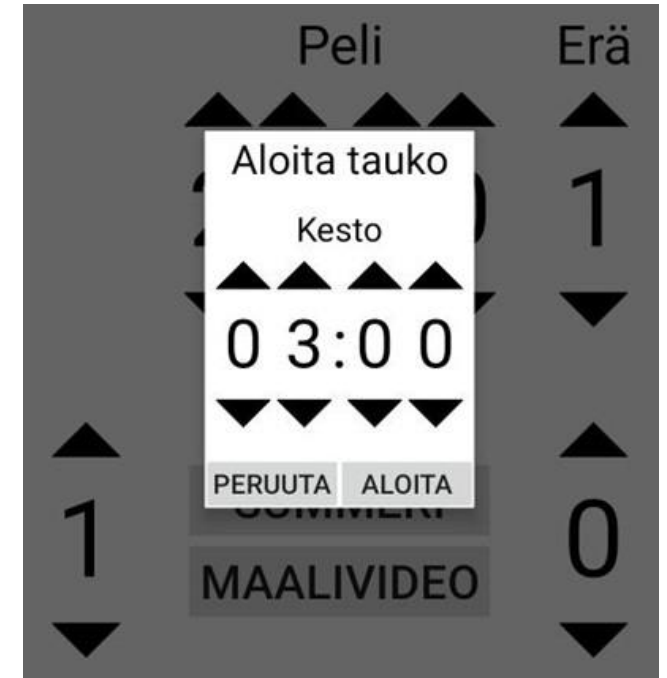 Peli Erä
Aloita tauko
1
Kesto
03:00
PERUUTA ALOITA
1 0
MAALIVIDEO